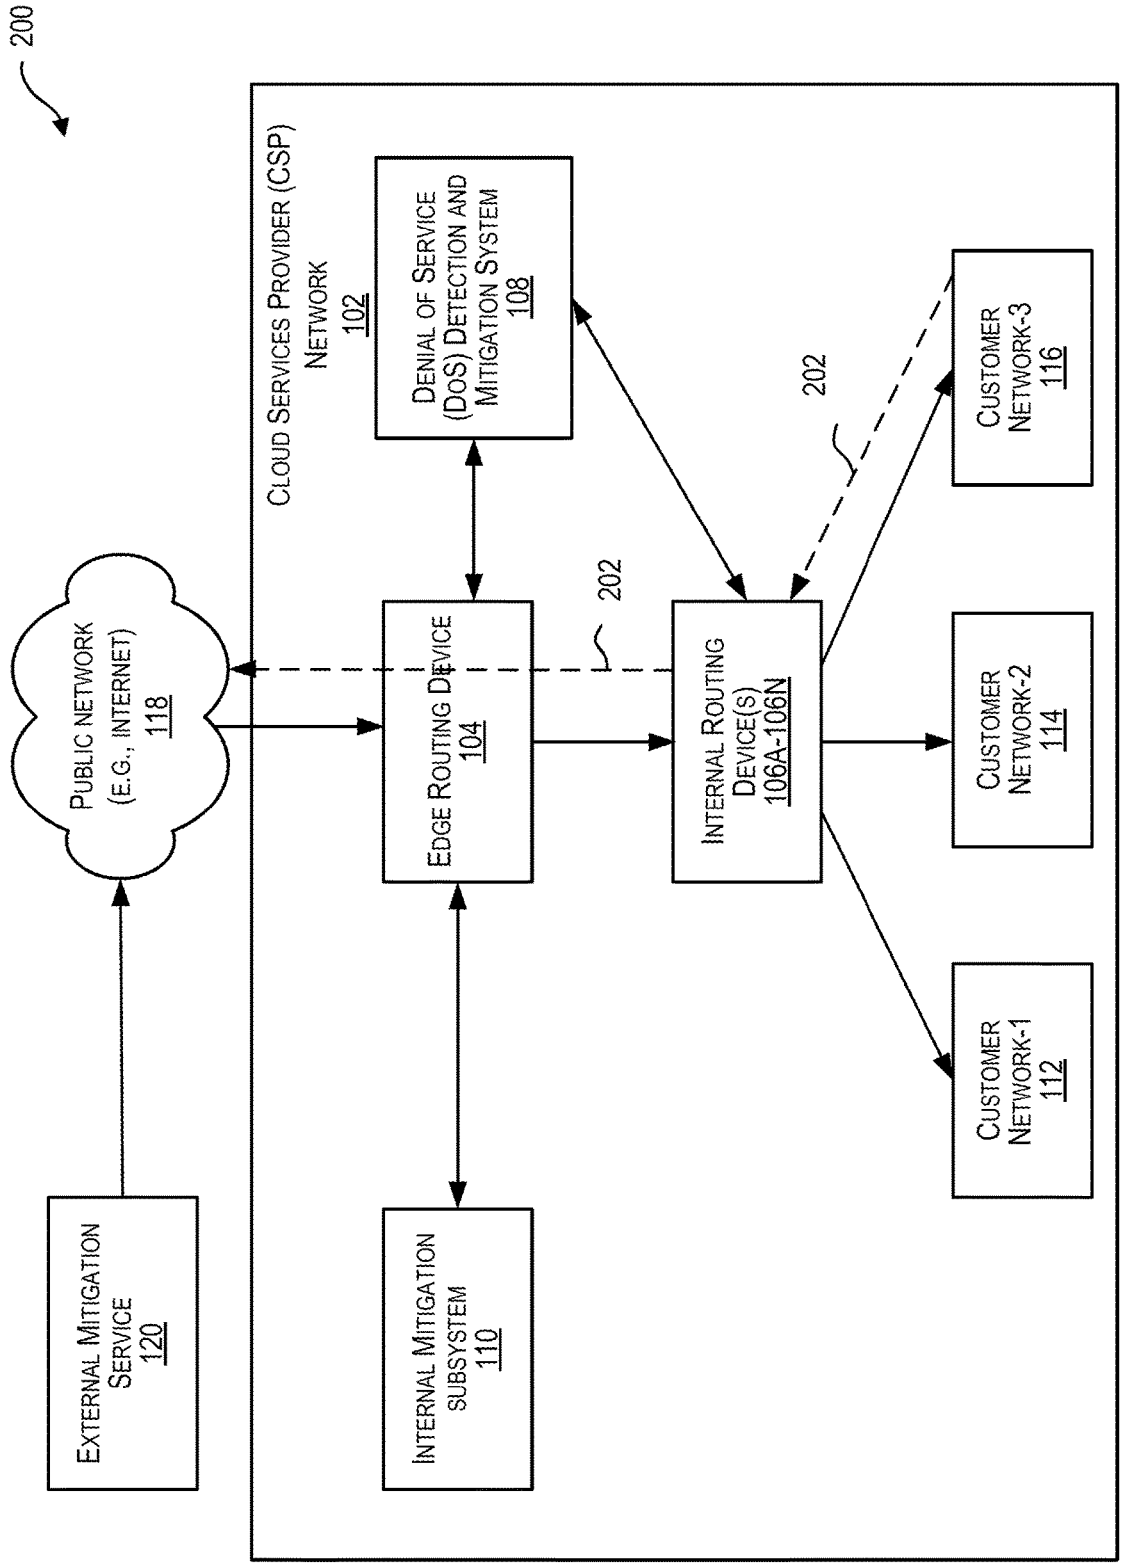 200
EXTERNAL MITIGATION
SERVICE
120
PUBLIC NETWORK
(E.G., INTERNET)
118
CLOUD SERVICES PROVIDER (CSP)
NETWORK
102
INTERNAL MITIGATION
SUBSYSTEM
110
EDGE ROUTING DEVICE
104
DENIAL OF SERVICE
(DOS) DETECTION AND
MITIGATION SYSTEM
108
202
INTERNAL ROUTING
DEVICE(S)
106A-106N
202
CUSTOMER
NETWORK-1
112
CUSTOMER
NETWORK-2
114
CUSTOMER
NETWORK-3
116